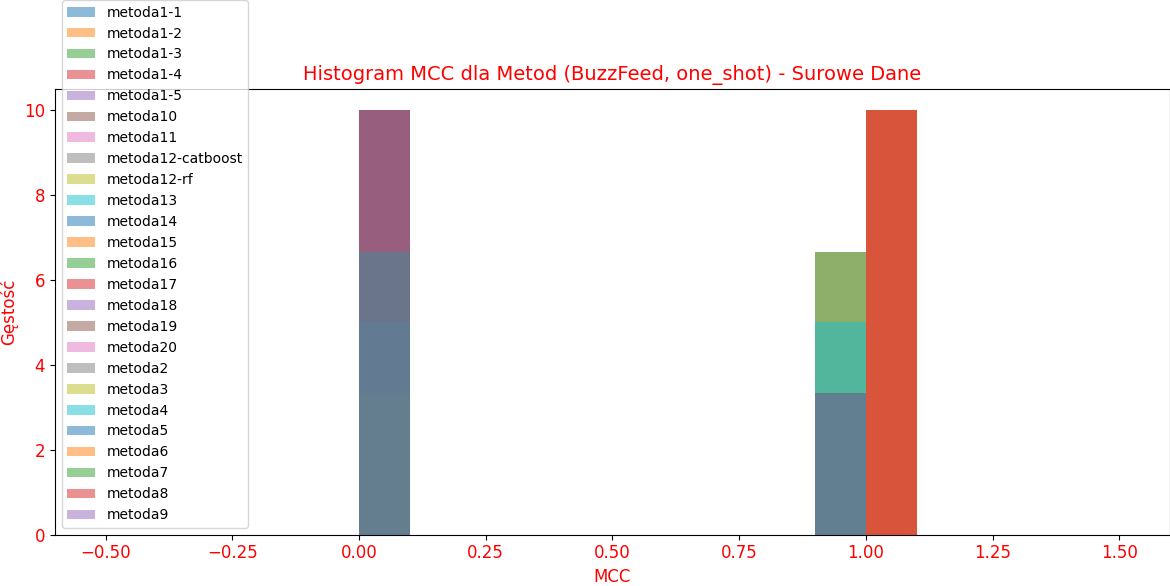 metoda1-1
metoda1-2
metoda1-3
metoda1-4
metoda1-5
metoda10
metoda11
metoda12-catboost
metoda12-rf
metoda13
metoda14
metoda15
metoda16
metoda17
metoda18
metoda19
metoda20
metoda2
metoda3
metoda4
metoda5
metoda6
metoda7
metoda8
metoda9
Histogram MCC dla Metod (BuzzFeed, one_shot) - Surowe Dane
Gęstość
10
8
6
4
2
0
−0.50 −0.25 0.00 0.25 0.50 0.75 1.00 1.25 1.50
MCC